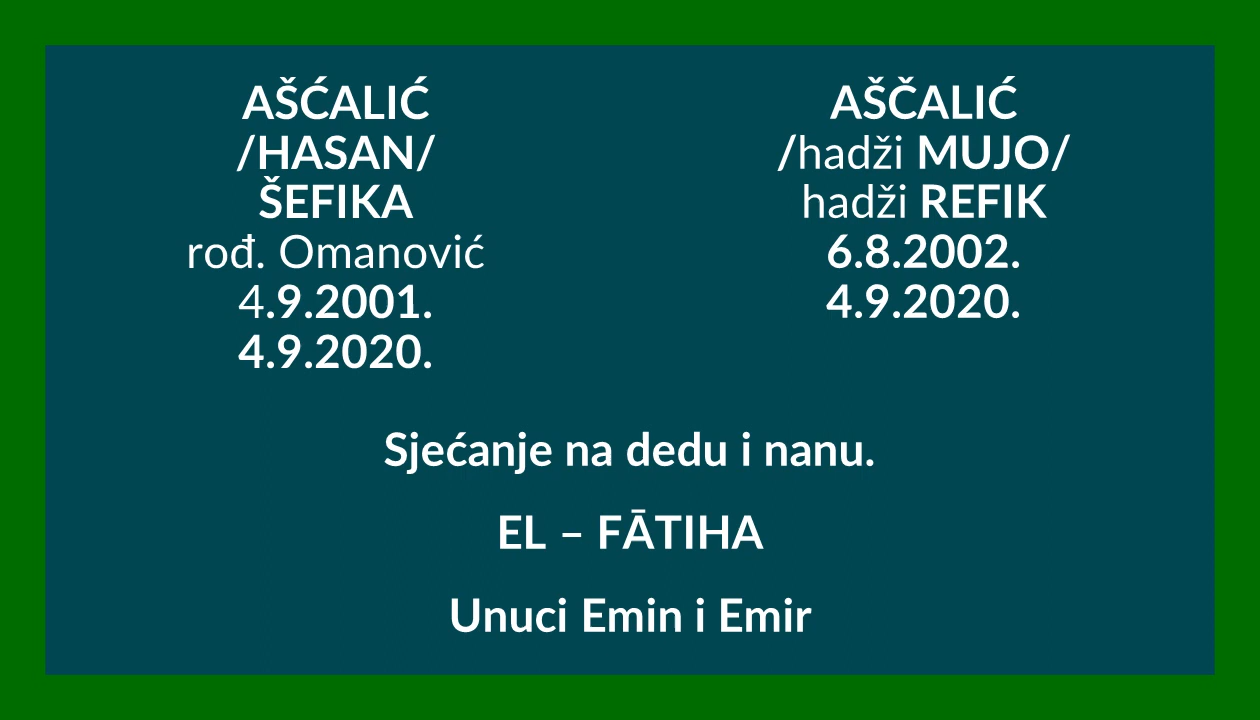 AŠĆALIĆ
/HASAN/
ŠEFIKA
rođ. Omanović
4.9.2001.
4.9.2020.
AŠČALIĆ
/hadži MUJO/
hadži REFIK
6.8.2002.
4.9.2020.
Sjećanje na dedu i nanu.
EL – FĀTIHA
Unuci Emin i Emir